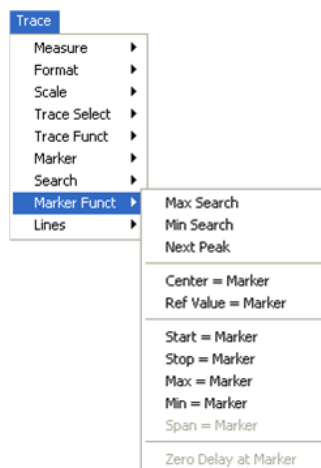 Trace
Measure
Format
Scale
Trace Select
Trace Funct
Marker
Search
Marker Funct
Lines
Max Search
Min Search
Next Peak
Center = Marker
Ref Value = Marker
Start = Marker
Stop = Marker
Max = Marker
Min = Marker
Span = Marker
Zero Delay at Marker